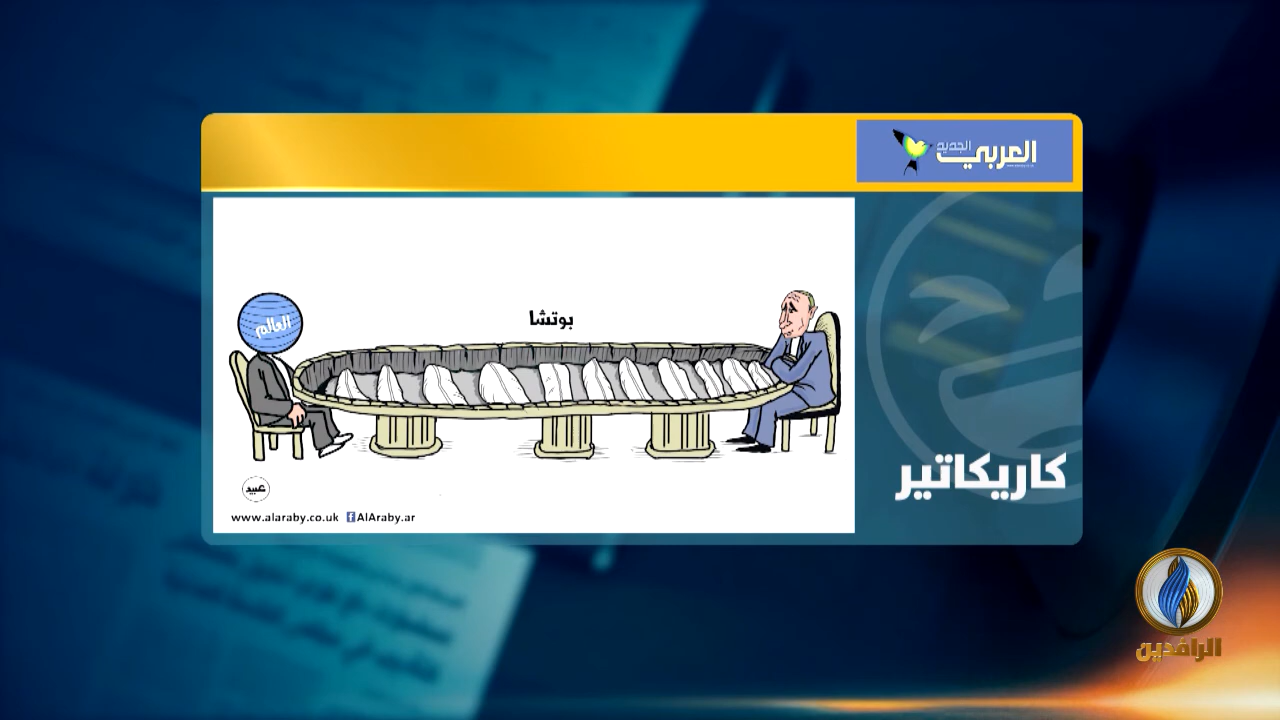 العربي الجديد
العالم
بوتشا
كاريكاتير
عبيد
www.alaraby.co.uk AlAraby.ar
الرافدين